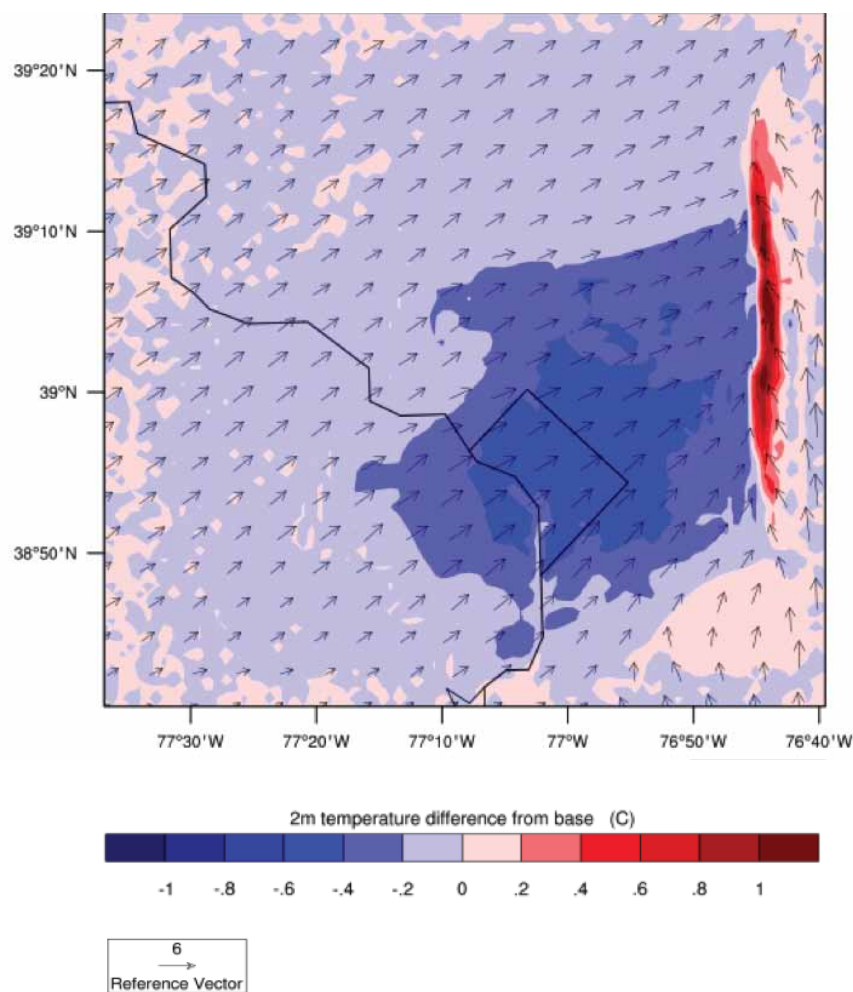 39°20'N
39°10'N
39°N
38°50'N
77°30'W 77°20'W 77°10'W 77°W 76°50'W 76°40'W
2m temperature difference from base (C)
-1 -.8 -.6 -.4 -.2 0 .2 .4 .6 .8 1
6
Reference Vector